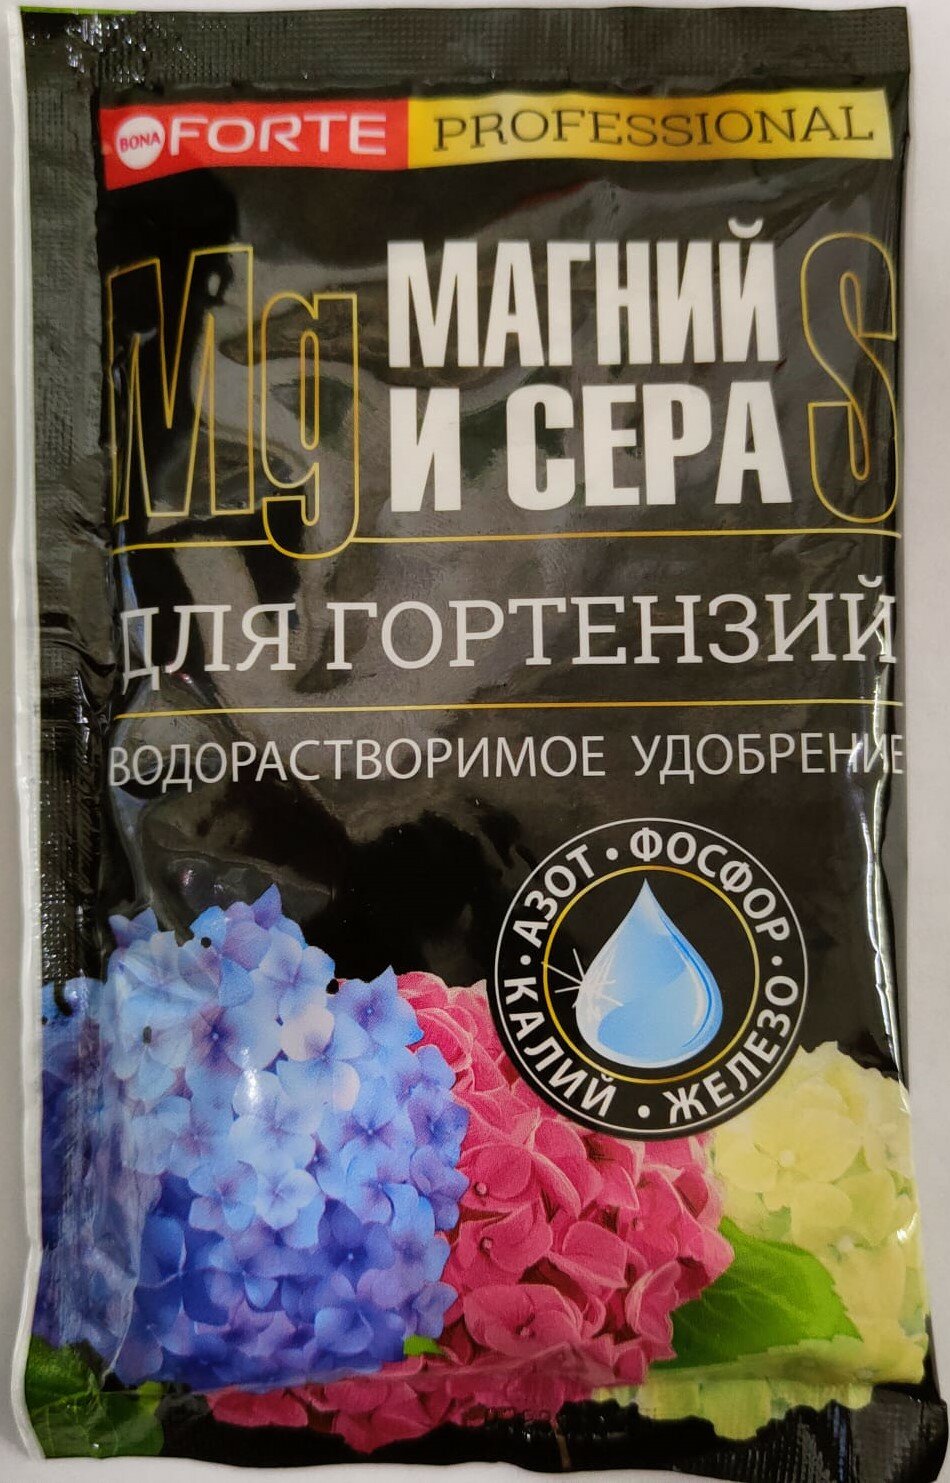 BONA FORTE PROFESSIONAL
Mg МАГНИЙ S
И СЕРА
ДЛЯ ГОРТЕНЗИЙ
ВОДОРАСТВОРИМОЕ УДОБРЕНИЕ
АЗОТ • ФОСФОР • ЖЕЛЕЗО • КАЛИЙ •